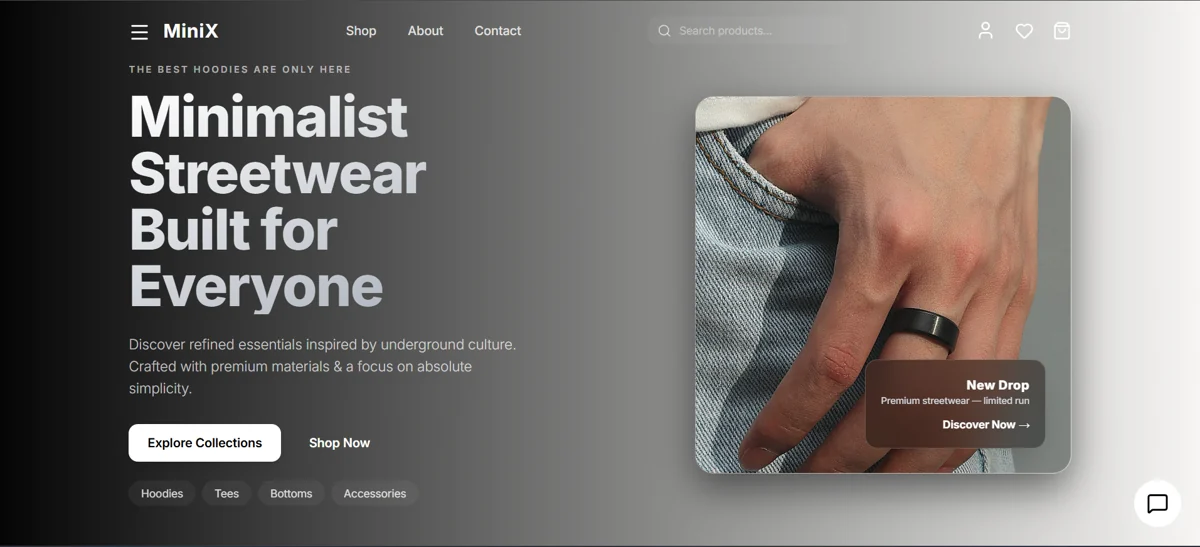 MiniX
Shop
About
Contact
Search products...
THE BEST HOODIES ARE ONLY HERE
Minimalist
Streetwear
Built for
Everyone
Discover refined essentials inspired by underground culture.
Crafted with premium materials & a focus on absolute
simplicity.
Explore Collections
Shop Now
Hoodies
Tees
Bottoms
Accessories
New Drop
Premium streetwear — limited run
Discover Now →